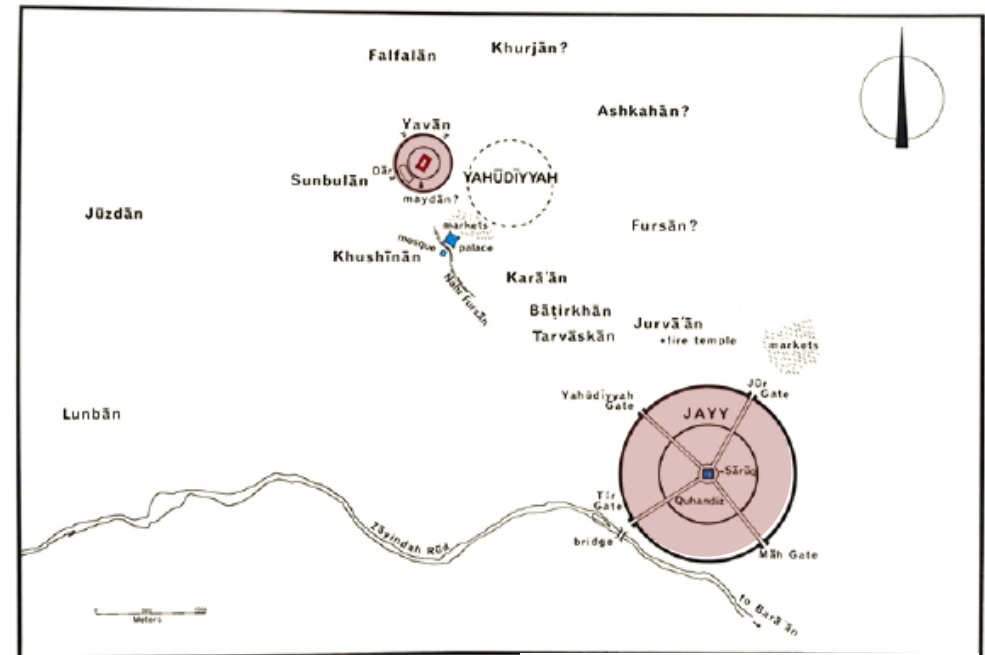 Falfalān
Khurjān?
Ashkahān?
Yavān
Dār
YAHŪDĪYYAH
Sunbulān
maydān?
Jūzdān
markets
Fursān?
mosque
palace
Khushīnān
Nahr Fursān
Karā'ān
Bāṭirkhān
Jurvā'ān
Tarvāskān
fire temple
markets
Jūr
Gate
Yahūdīyyah
Gate
JAYY
Lunbān
Sārūq
Tīr
Gate
Quhandiz
Zāyindah Rūd
bridge
Māh Gate
to Barā'ān
Meters